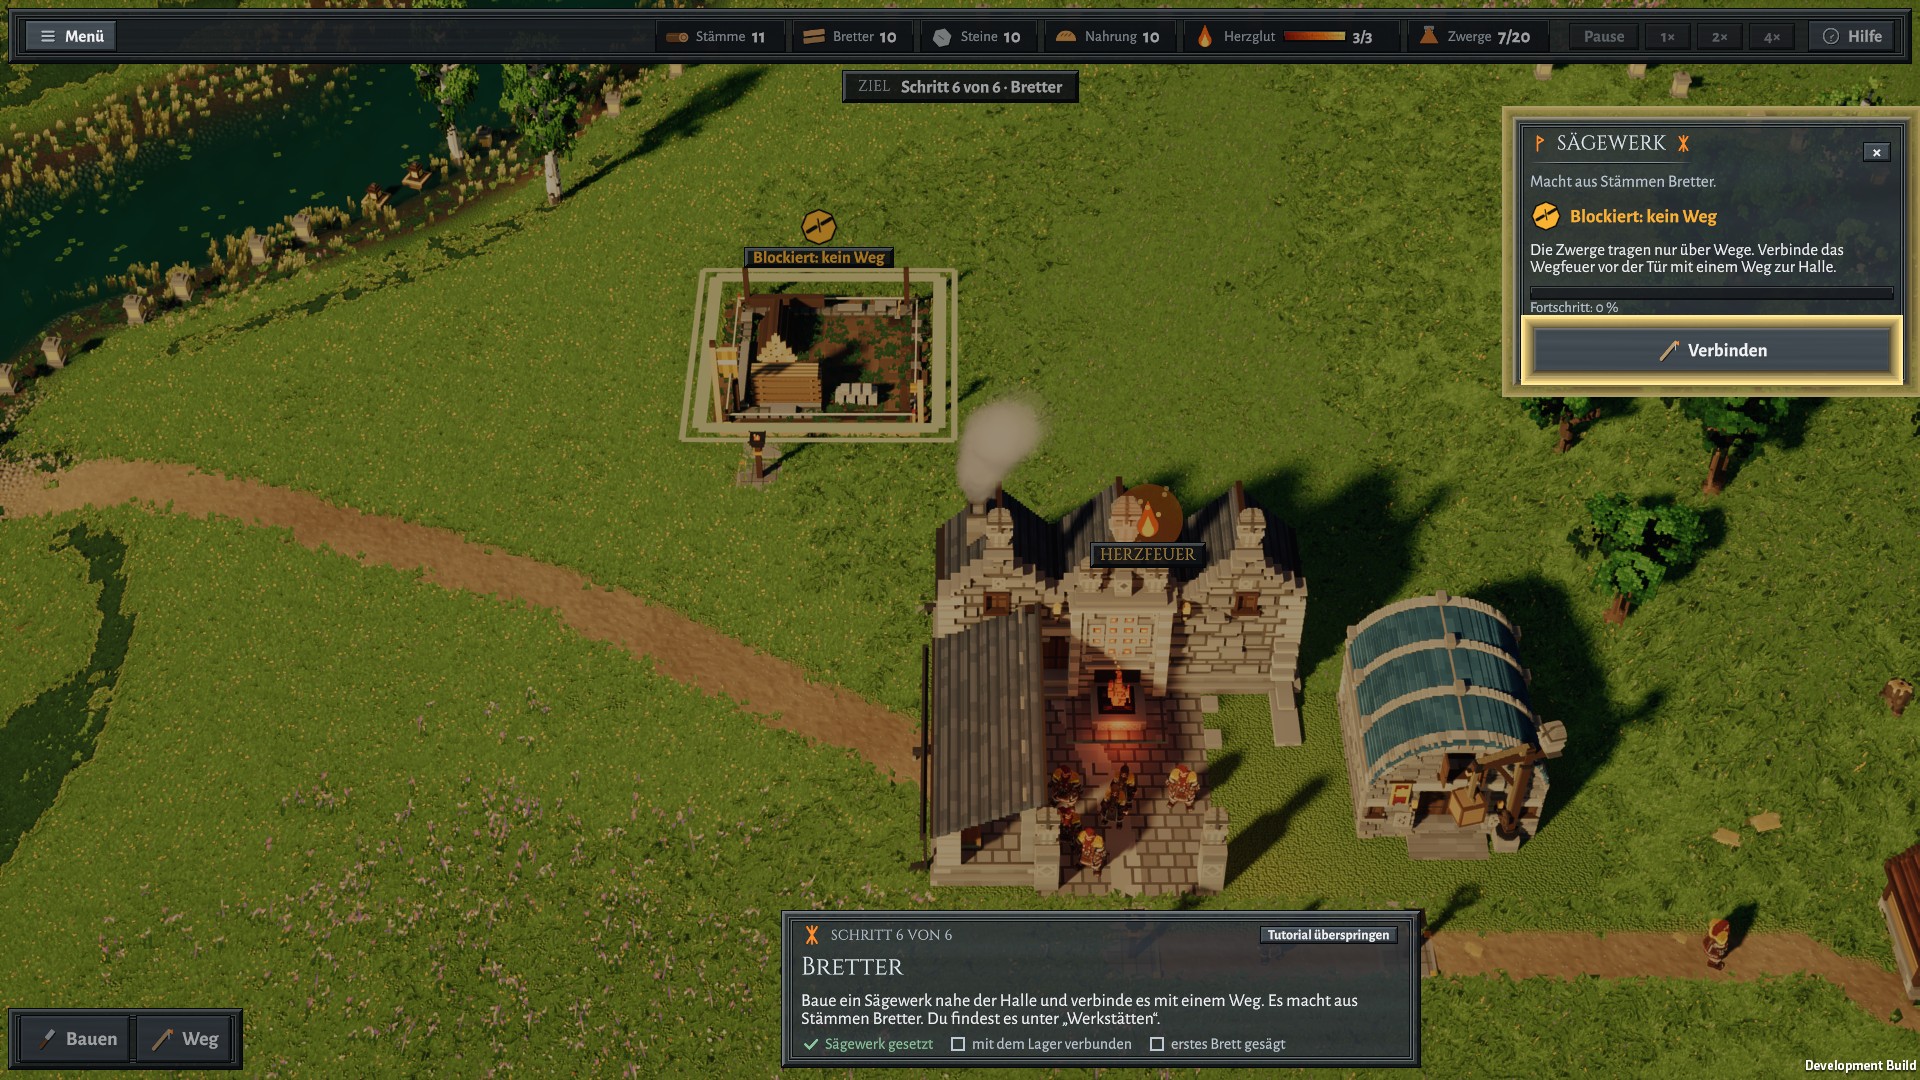 Menü
Stämme 11
Bretter 10
Steine 10
Nahrung 10
Herzglut 3/3
Zwerge 7/20
Pause
1×
2×
4×
Hilfe
ZIEL Schritt 6 von 6 · Bretter
SÄGEWERK
×
Macht aus Stämmen Bretter.
Blockiert: kein Weg
Die Zwerge tragen nur über Wege. Verbinde das
Wegfeuer vor der Tür mit einem Weg zur Halle.
Fortschritt: 0 %
Verbinden
Blockiert: kein Weg
HERZFEUER
SCHRITT 6 VON 6
Tutorial überspringen
BRETTER
Baue ein Sägewerk nahe der Halle und verbinde es mit einem Weg. Es macht aus
Stämmen Bretter. Du findest es unter „Werkstätten“.
Sägewerk gesetzt
mit dem Lager verbunden
erstes Brett gesägt
Bauen
Weg
Development Build